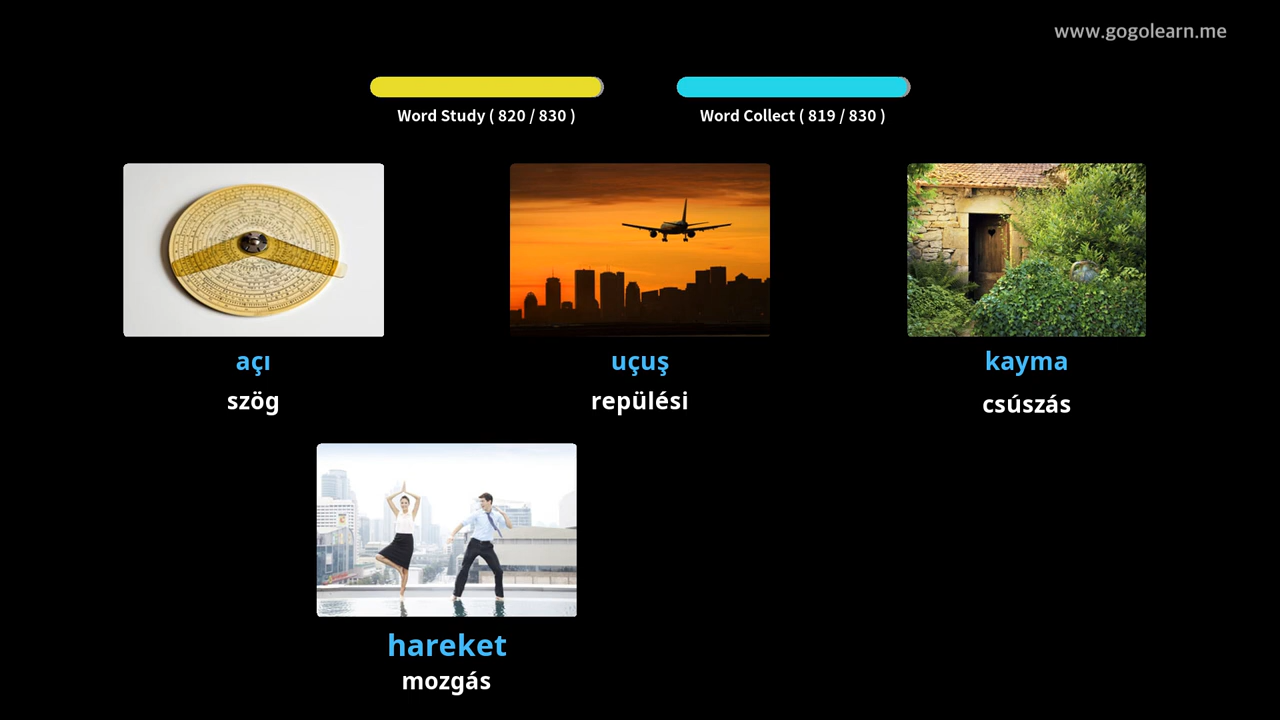 www.gogolearn.me
Word Study ( 820 / 830 )
Word Collect ( 819 / 830 )
açı
szög
uçuş
repülési
kayma
csúszás
hareket
mozgás